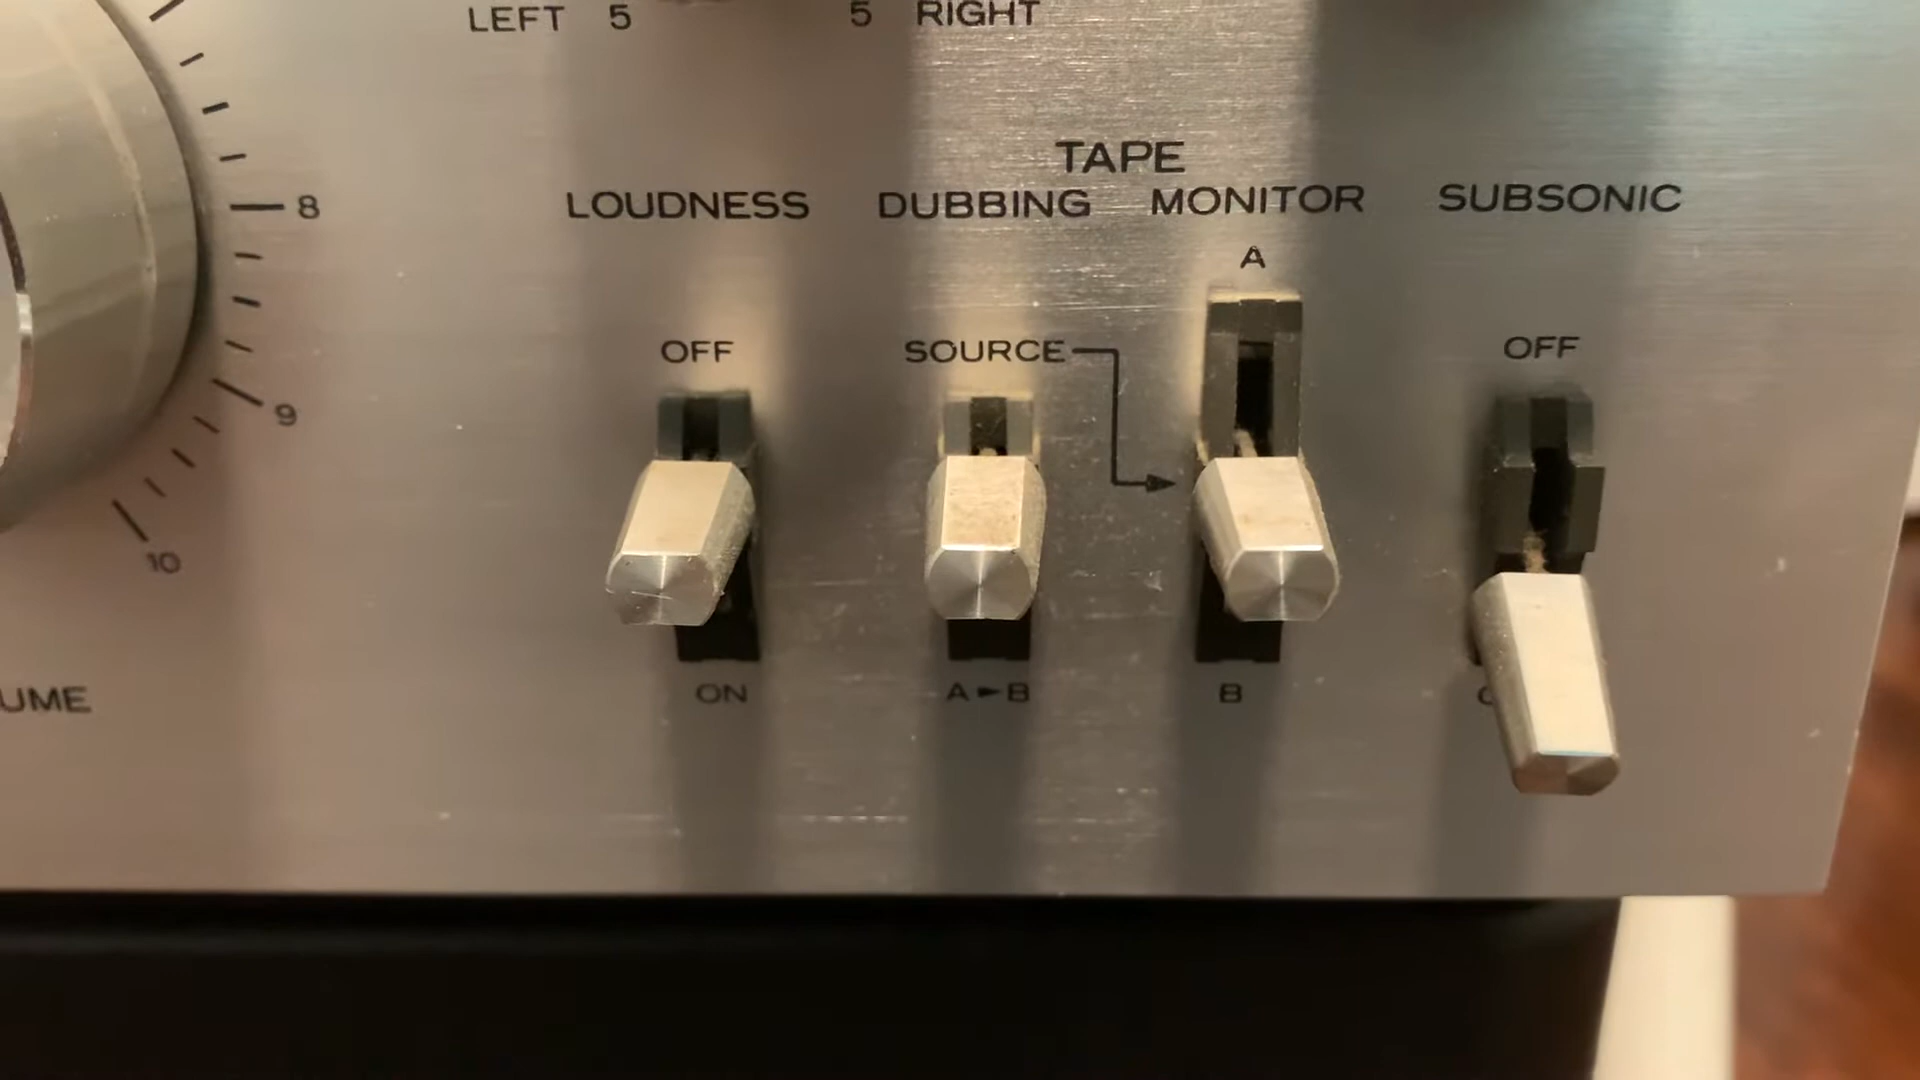 LEFT 5 5 RIGHT
TAPE
LOUDNESS DUBBING MONITOR SUBSONIC
8
A
OFF SOURCE OFF
9
10
ON A►B B
UME